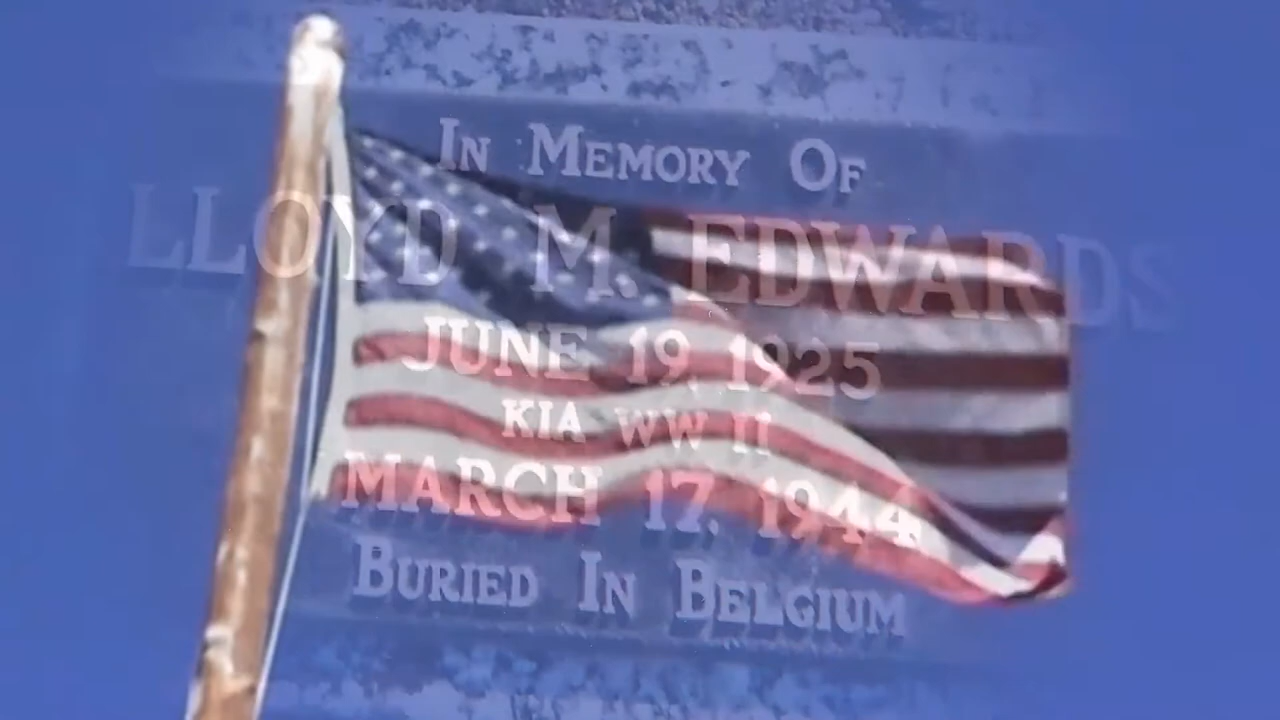 In Memory Of
LLOYD M. EDWARDS
JUNE 19, 1925
KIA WW II
MARCH 17, 1944
Buried In Belgium